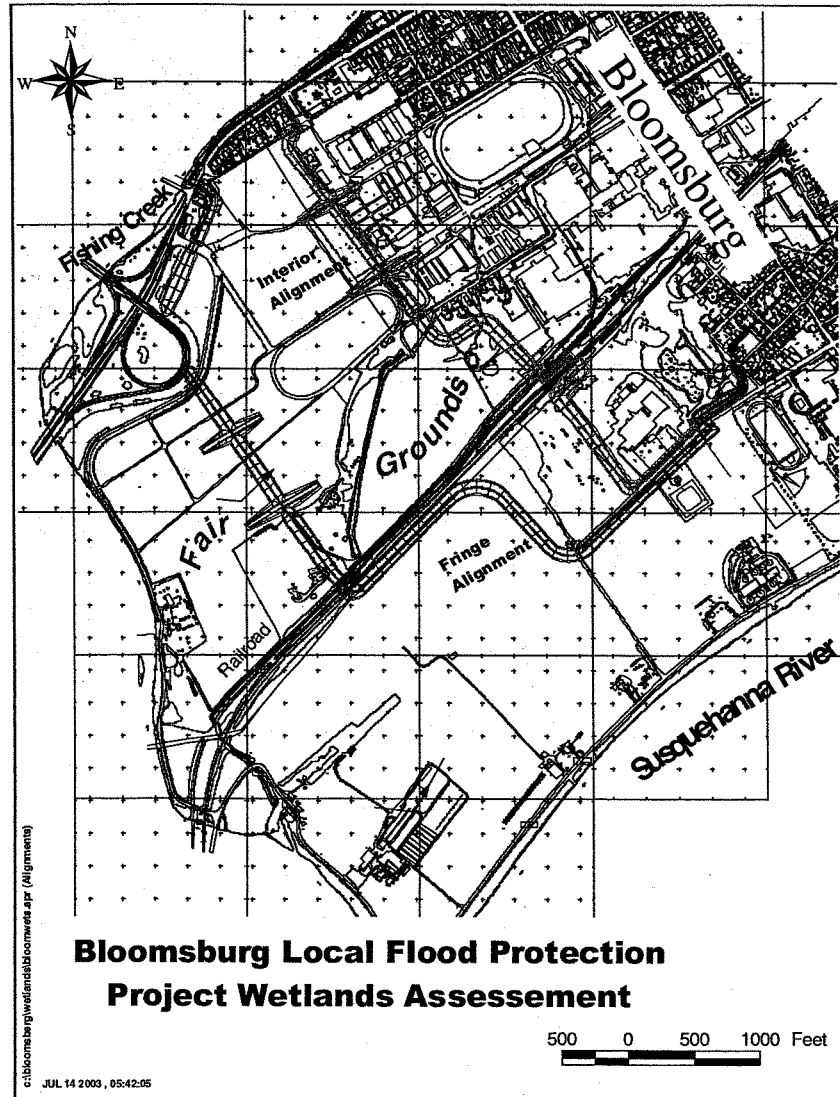 N
W E
S
Bloomsburg
Fishing Creek
Interior
Alignment
Grounds
Fair
Fringe
Alignment
Railroad
Susquehanna River
Bloomsburg Local Flood Protection
Project Wetlands Assessement
500 0 500 1000 Feet
c:\bloomsberg\wetlands\bloomwets.apr (Alignments)
JUL 14 2003 , 05:42:05